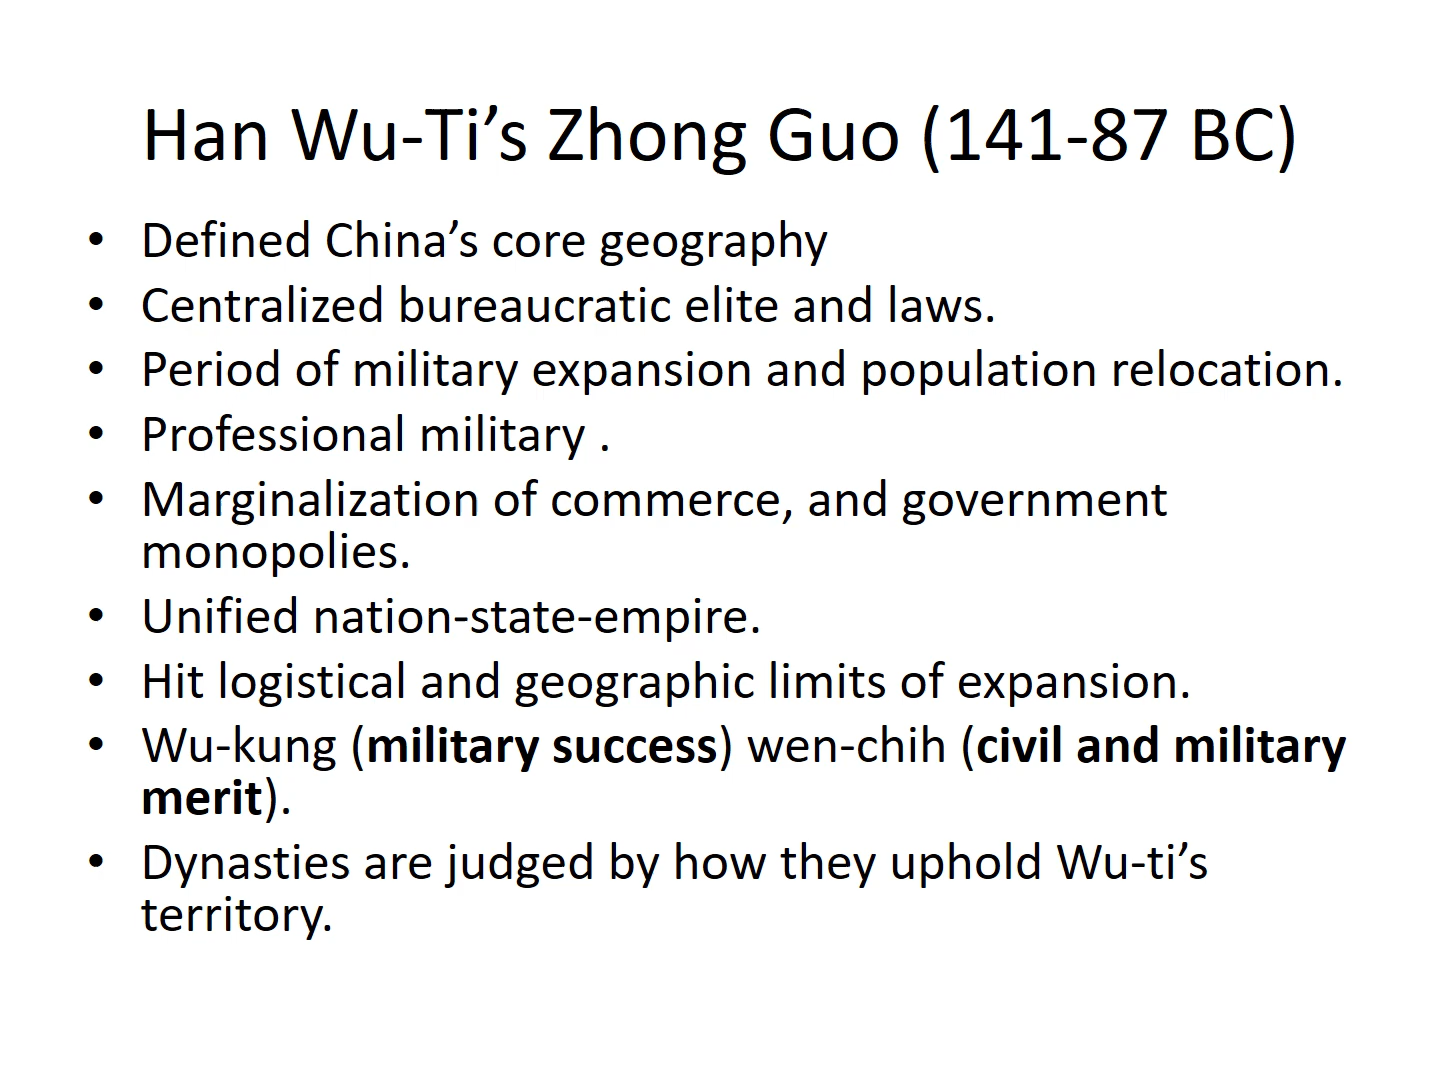 Han Wu-Ti’s Zhong Guo (141-87 BC)
• Defined China’s core geography
• Centralized bureaucratic elite and laws.
• Period of military expansion and population relocation.
• Professional military .
• Marginalization of commerce, and government
monopolies.
• Unified nation-state-empire.
• Hit logistical and geographic limits of expansion.
• Wu-kung (military success) wen-chih (civil and military
merit).
• Dynasties are judged by how they uphold Wu-ti’s
territory.